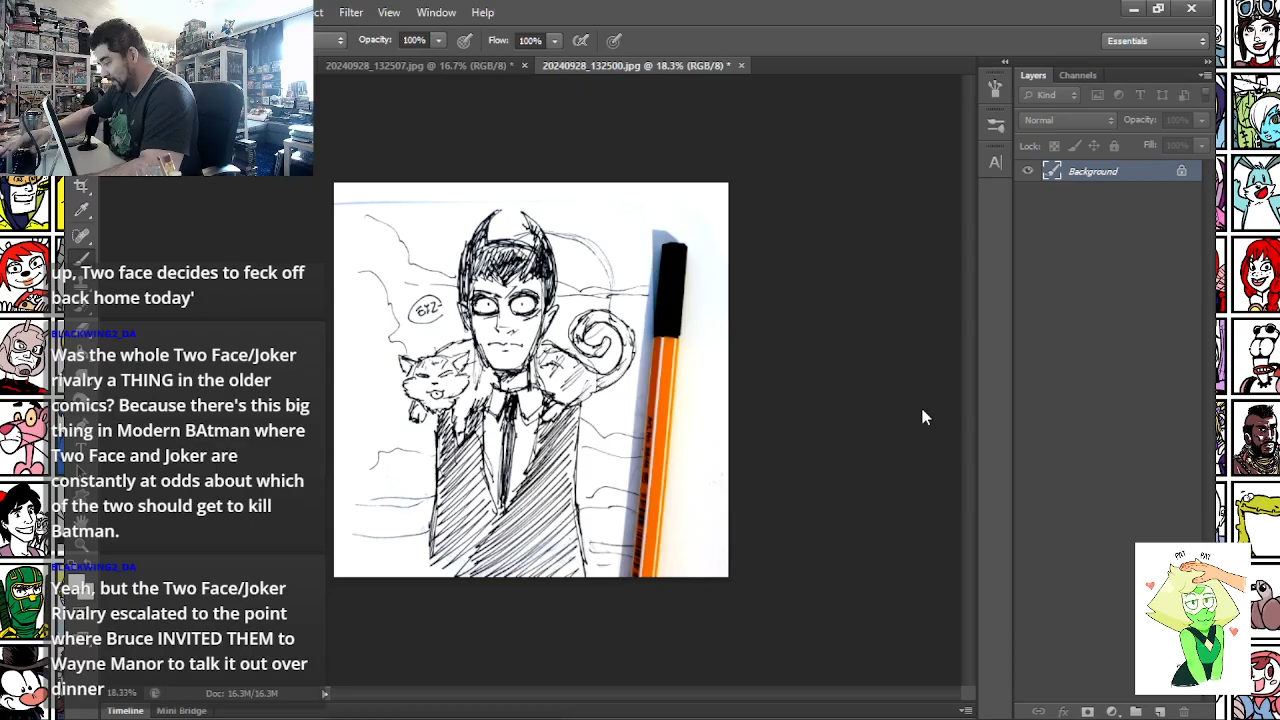 ct Filter View Window Help
Opacity: 100% Flow: 100% Essentials
20240928_132507.jpg @ 16.7% (RGB/8) * × 20240928_132500.jpg @ 18.3% (RGB/8) * ×
Layers Channels
Kind
Normal Opacity: 100%
Lock: Fill: 100%
Background
up, Two face decides to feck off
back home today'
BLACKWING2_DA
Was the whole Two Face/Joker
rivalry a THING in the older
comics? Because there's this big
thing in Modern BAtman where
Two Face and Joker are
constantly at odds about which
of the two should get to kill
Batman.
BLACKWING2_DA
Yeah, but the Two Face/Joker
Rivalry escalated to the point
where Bruce INVITED THEM to
Wayne Manor to talk it out over
dinner
18.33% Doc: 16.3M/16.3M
Timeline Mini Bridge